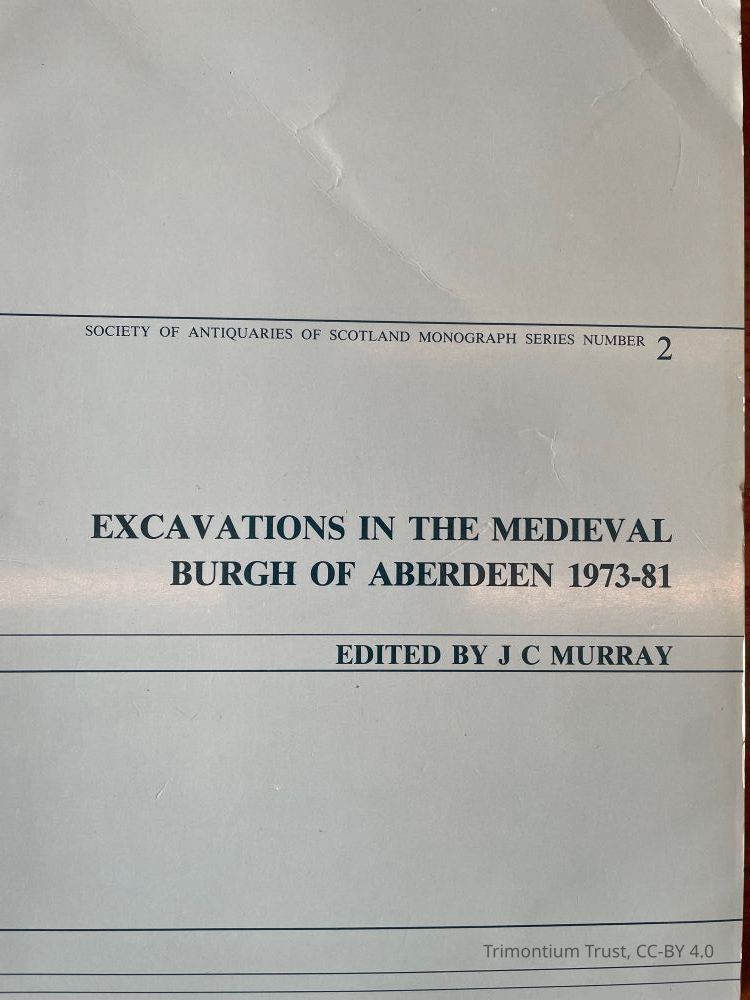 SOCIETY OF ANTIQUARIES OF SCOTLAND MONOGRAPH SERIES NUMBER 2
EXCAVATIONS IN THE MEDIEVAL
BURGH OF ABERDEEN 1973-81
EDITED BY J C MURRAY
Trimontium Trust, CC-BY 4.0